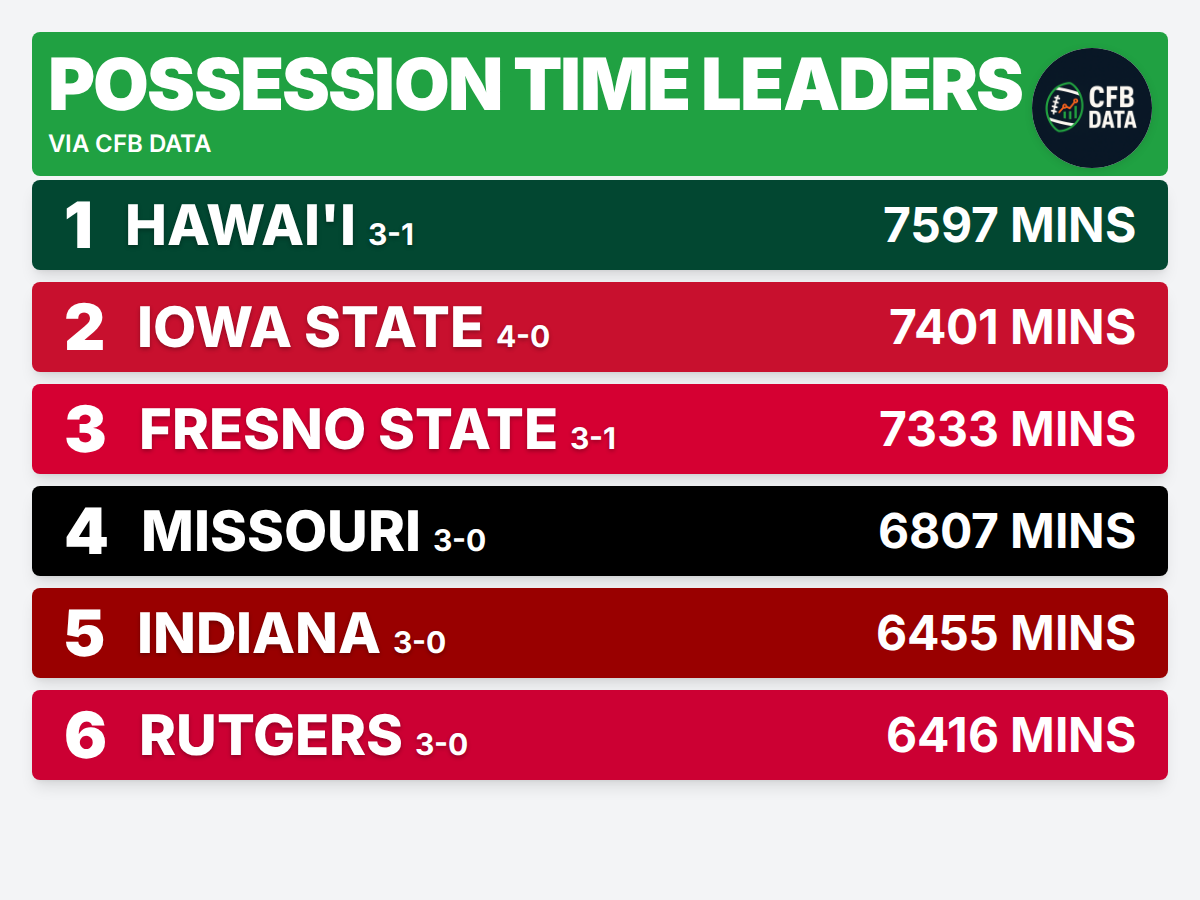 POSSESSION TIME LEADERS
VIA CFB DATA
CFB
DATA
1 HAWAI'I 3-1 7597 MINS
2 IOWA STATE 4-0 7401 MINS
3 FRESNO STATE 3-1 7333 MINS
4 MISSOURI 3-0 6807 MINS
5 INDIANA 3-0 6455 MINS
6 RUTGERS 3-0 6416 MINS